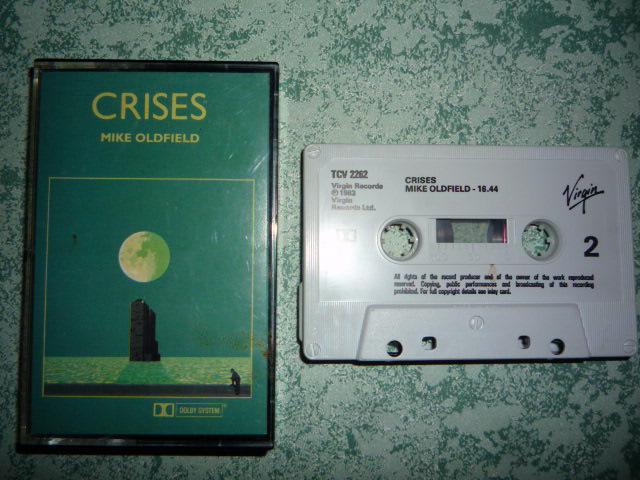 CRISES
MIKE OLDFIELD
DOLBY SYSTEM
TCV 2262
Virgin Records
℗ 1983
Virgin
Records Ltd.
CRISES
MIKE OLDFIELD - 16.44
Virgin
2
All rights of the record producer and of the owner of the work reproduced
reserved. Copying, public performances and broadcasting of this recording
prohibited. For full copyright details see inlay card.